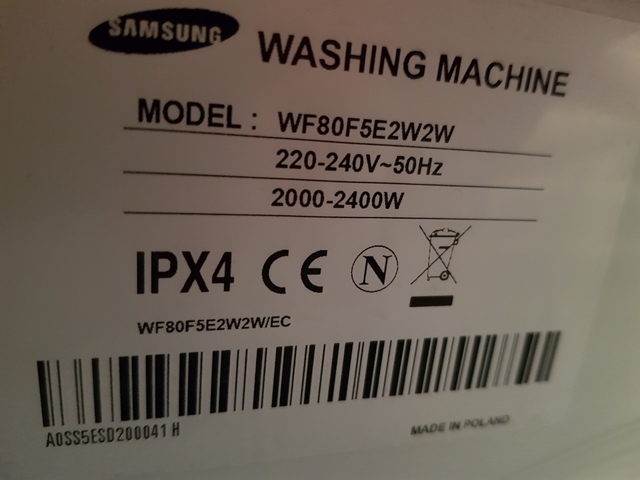 SAMSUNG
WASHING MACHINE
MODEL : WF80F5E2W2W
220-240V~50Hz
2000-2400W
IPX4 CE N
WF80F5E2W2W/EC
A0SS5ESD200041 H
MADE IN POLAND